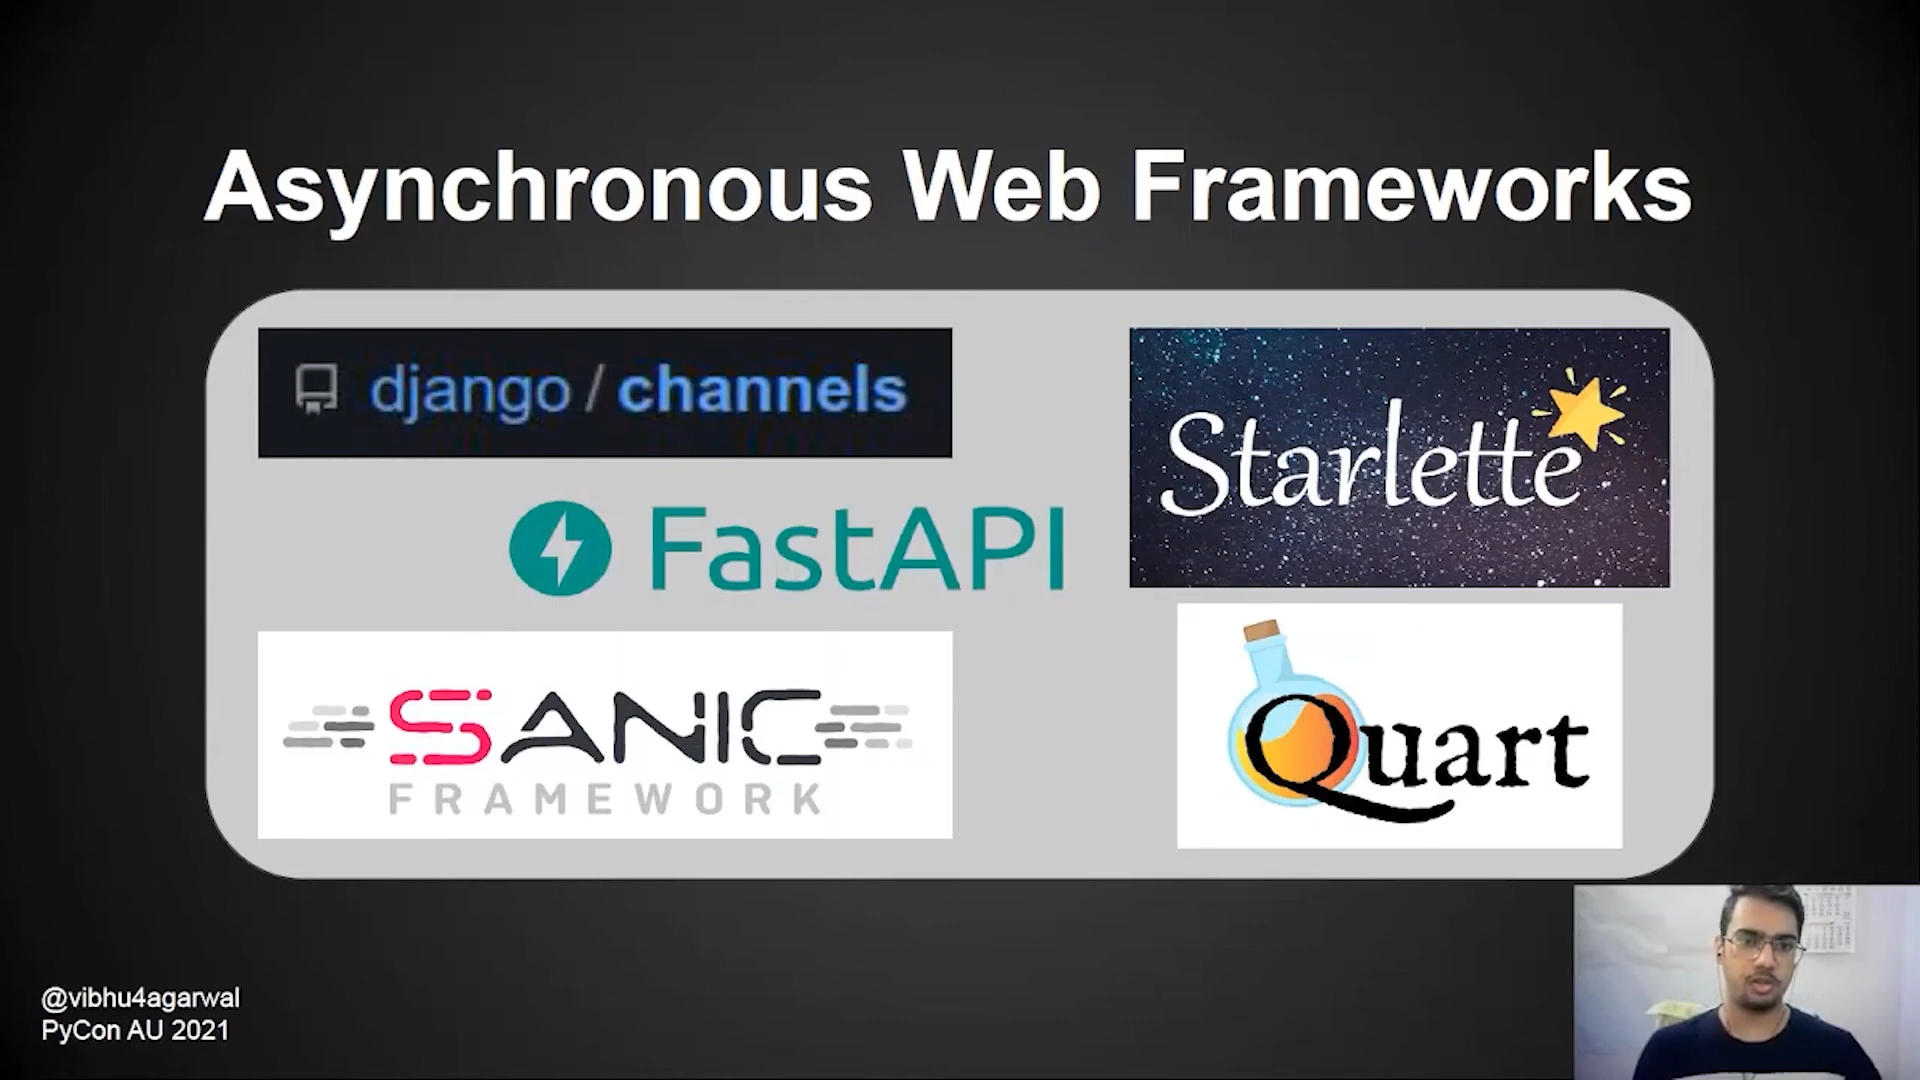 Asynchronous Web Frameworks
django / channels
Starlette
FastAPI
SANIC
FRAMEWORK
Quart
@vibhu4agarwal
PyCon AU 2021